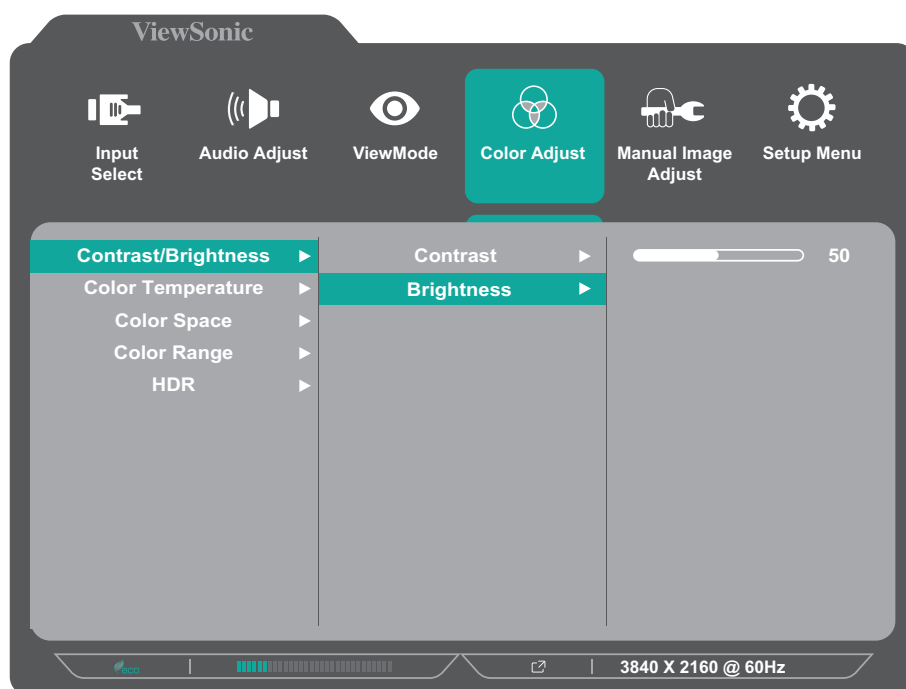 ViewSonic
Input Select
Audio Adjust
ViewMode
Color Adjust
Manual Image Adjust
Setup Menu
Contrast/Brightness
Color Temperature
Color Space
Color Range
HDR
Contrast
Brightness
50
eco
3840 X 2160 @ 60Hz